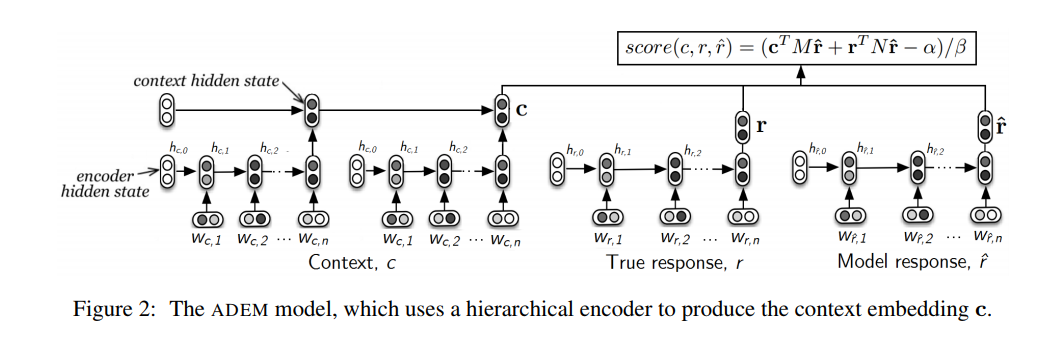 score(c, r, r̂) = (c^T M r̂ + r^T N r̂ − α)/β
context hidden state
c
r
r̂
h_c,0 h_c,1 h_c,2 h_c,0 h_c,1 h_c,2 h_r,0 h_r,1 h_r,2 h_r̂,0 h_r̂,1 h_r̂,2
encoder
hidden state
w_c,1 w_c,2 ... w_c,n w_c,1 w_c,2 ... w_c,n w_r,1 w_r,2 ... w_r,n w_r̂,1 w_r̂,2 ... w_r̂,n
Context, c True response, r Model response, r̂
Figure 2: The ADEM model, which uses a hierarchical encoder to produce the context embedding c.